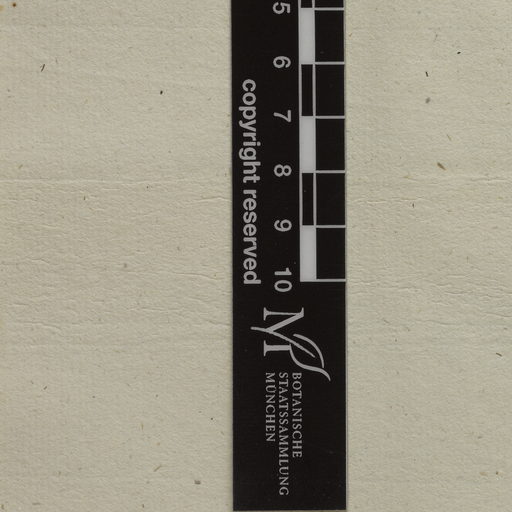 5 6 7 8 9 10
copyright reserved
M
BOTANISCHE
STAATSSAMMLUNG
MÜNCHEN